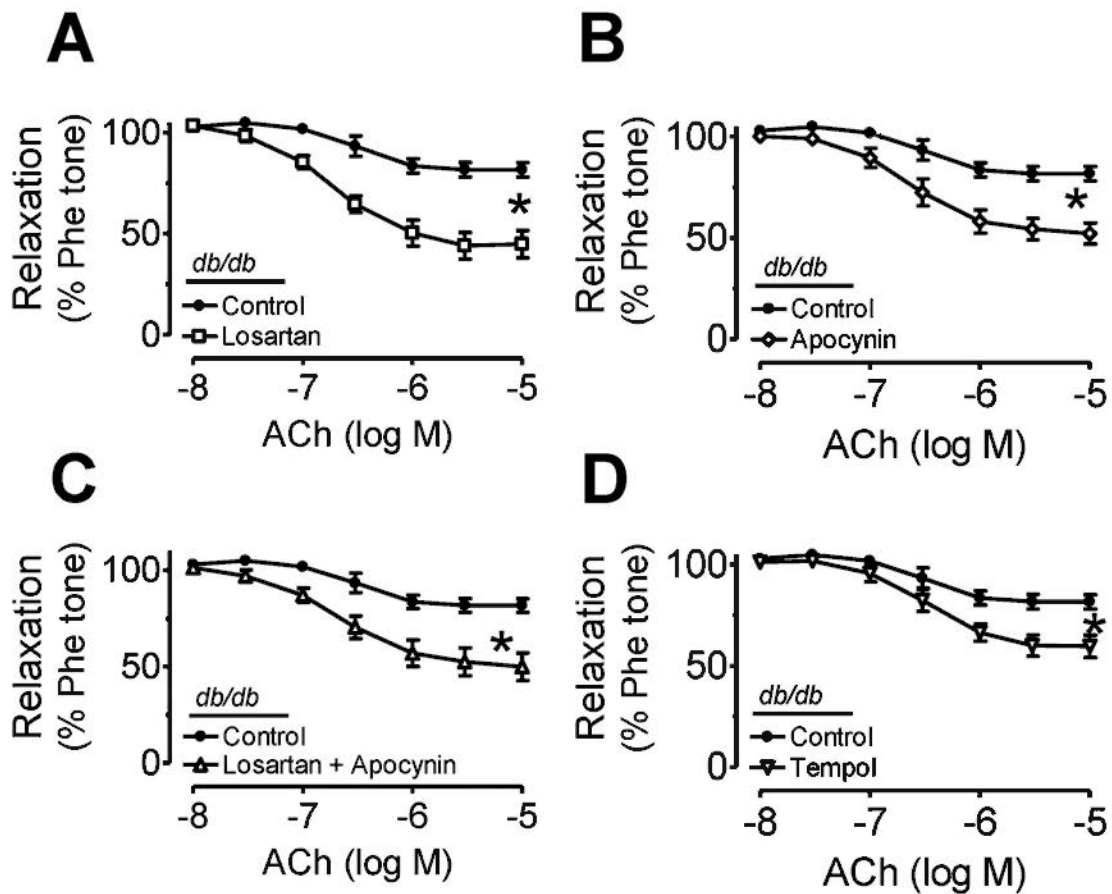 A
Relaxation
(% Phe tone)
100
50
0
db/db
Control
Losartan
-8 -7 -6 -5
ACh (log M)
*
B
Relaxation
(% Phe tone)
100
50
0
db/db
Control
Apocynin
-8 -7 -6 -5
ACh (log M)
*
C
Relaxation
(% Phe tone)
100
50
0
db/db
Control
Losartan + Apocynin
-8 -7 -6 -5
ACh (log M)
*
D
Relaxation
(% Phe tone)
100
50
0
db/db
Control
Tempol
-8 -7 -6 -5
ACh (log M)
*